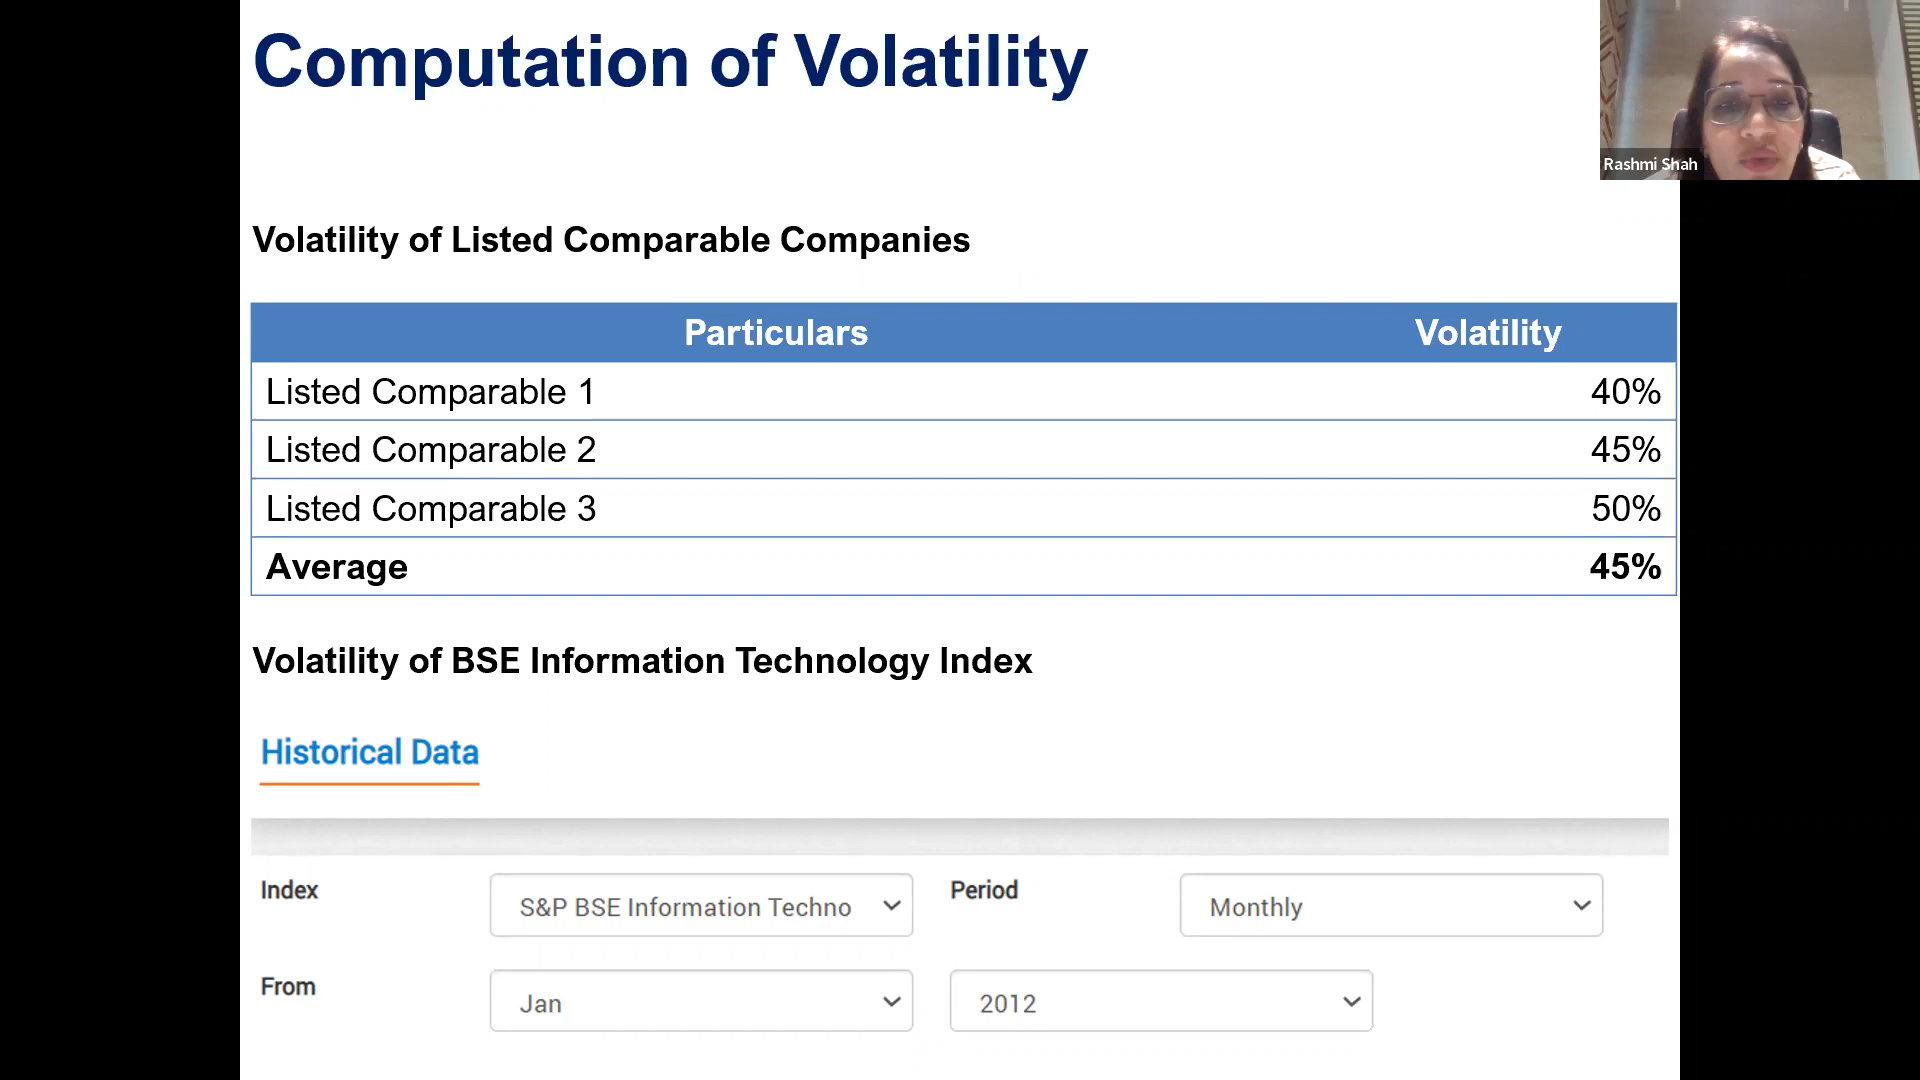 Computation of Volatility
Rashmi Shah
Volatility of Listed Comparable Companies
Particulars Volatility
Listed Comparable 1 40%
Listed Comparable 2 45%
Listed Comparable 3 50%
Average 45%
Volatility of BSE Information Technology Index
Historical Data
Index S&P BSE Information Techno Period Monthly
From Jan 2012